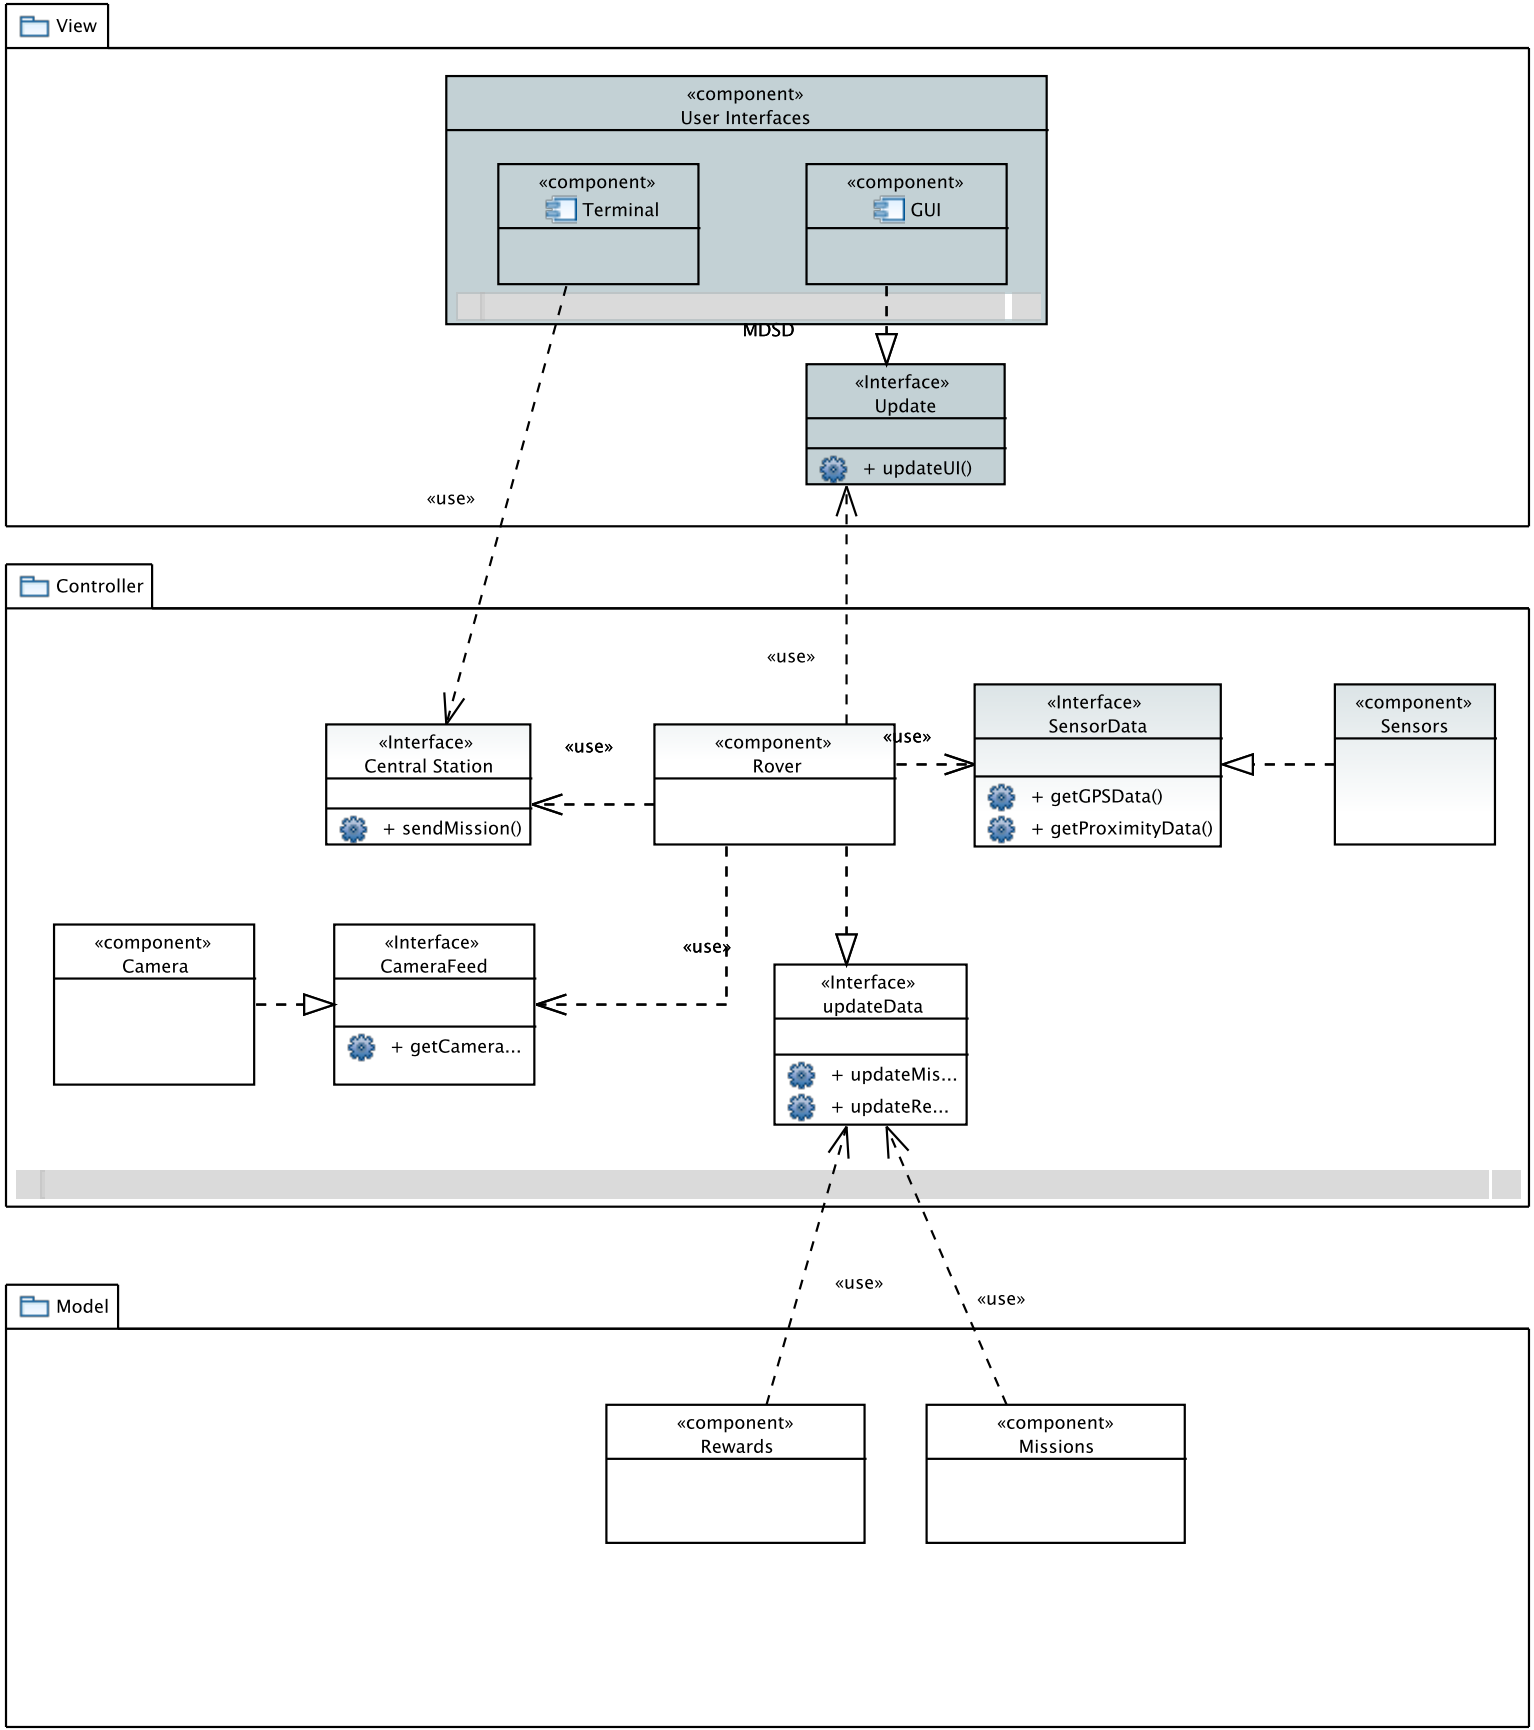 View
«component»
User Interfaces
«component»
Terminal
«component»
GUI
MDSD
«Interface»
Update
+ updateUI()
«use»
Controller
«use»
«Interface»
Central Station
+ sendMission()
«use»
«component»
Rover
«use»
«Interface»
SensorData
+ getGPSData()
+ getProximityData()
«component»
Sensors
«component»
Camera
«Interface»
CameraFeed
+ getCamera...
«use»
«Interface»
updateData
+ updateMis...
+ updateRe...
«use»
«use»
Model
«component»
Rewards
«component»
Missions